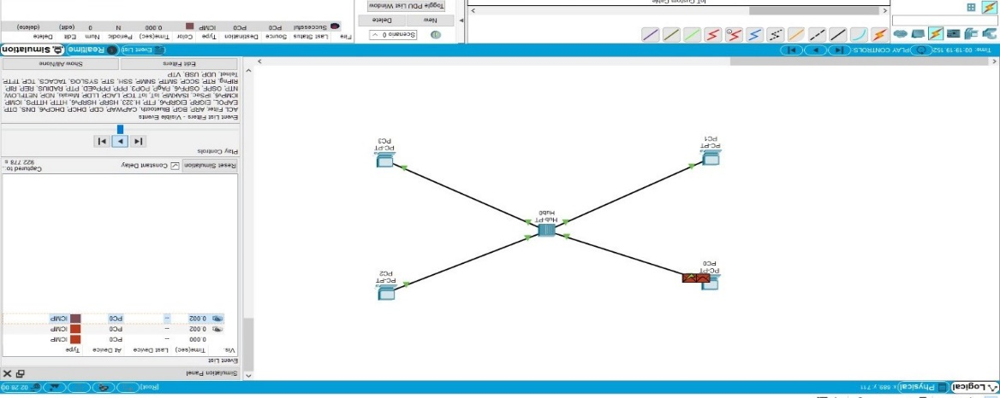 Logical Physical x 689 y 711
[Root]
02:28:00
Simulation Panel
Event List
Vis. Time(sec) Last Device At Device Type
0.000 -- PC0 ICMP
0.002 -- PC0 ICMP
0.002 -- PC0 ICMP
PC-PT
PC0
PC-PT
PC2
Hub-PT
Hub0
PC-PT
PC1
PC-PT
PC3
Reset Simulation Constant Delay
Captured to...
922.778 s
Play Controls
Event List Filters - Visible Events
ACL Filter, ARP, BGP, Bluetooth, CAPWAP, CDP, DHCP, DHCPv6, DNS, DTP,
EAPOL, EIGRP, EIGRPv6, FTP, H.323, HSRP, HSRPv6, HTTP, HTTPS, ICMP,
ICMPv6, IPSec, ISAKMP, IoT, IoT TCP, LACP, LLDP, Meraki, NDP, NETFLOW,
NTP, OSPF, OSPFv6, PAgP, POP3, PPP, PPPoED, PTP, RADIUS, REP, RIP,
RIPng, RTP, SCCP, SMTP, SNMP, SSH, STP, SYSLOG, TACACS, TCP, TFTP,
Telnet, UDP, USB, VTP
Edit Filters Show All/None
Time: 00:19:19.152 PLAY CONTROLS:
Event List Realtime Simulation
Scenario 0
New Delete
Toggle PDU List Window
Fire Last Status Source Destination Type Color Time(sec) Periodic Num Edit Delete
Successful PC0 PC0 ICMP 0.000 N 0 (edit) (delete)
IoT Custom Cable